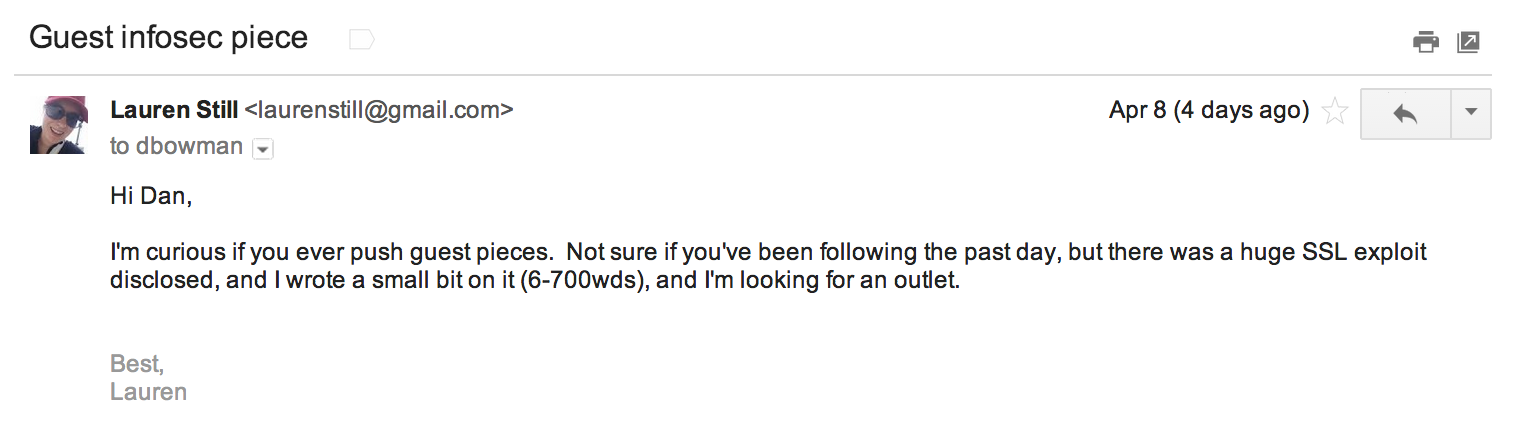 Guest infosec piece
Lauren Still <laurenstill@gmail.com>
Apr 8 (4 days ago)
to dbowman
Hi Dan,
I'm curious if you ever push guest pieces.  Not sure if you've been following the past day, but there was a huge SSL exploit
disclosed, and I wrote a small bit on it (6-700wds), and I'm looking for an outlet.
Best,
Lauren